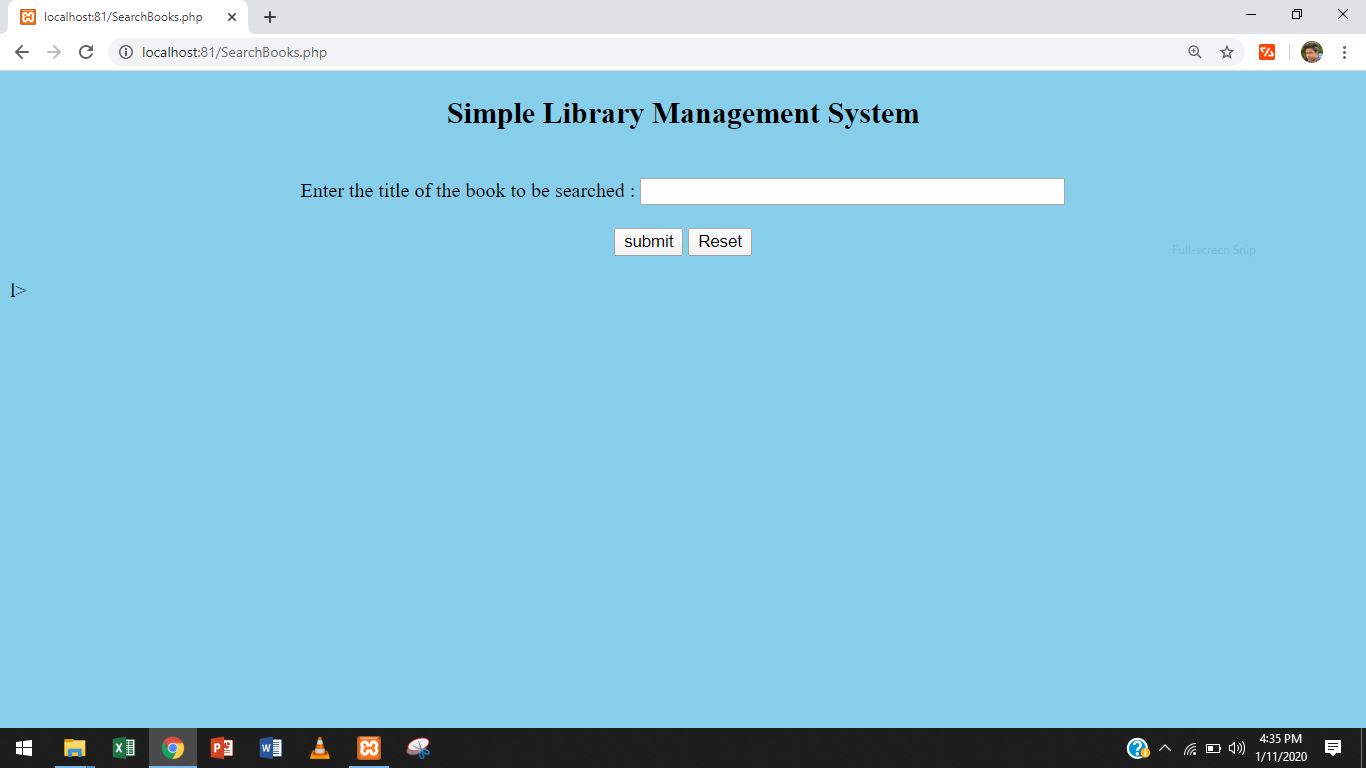 localhost:81/SearchBooks.php
localhost:81/SearchBooks.php
Simple Library Management System
Enter the title of the book to be searched :
submit Reset
Full-screen Snip
l>
4:35 PM
1/11/2020